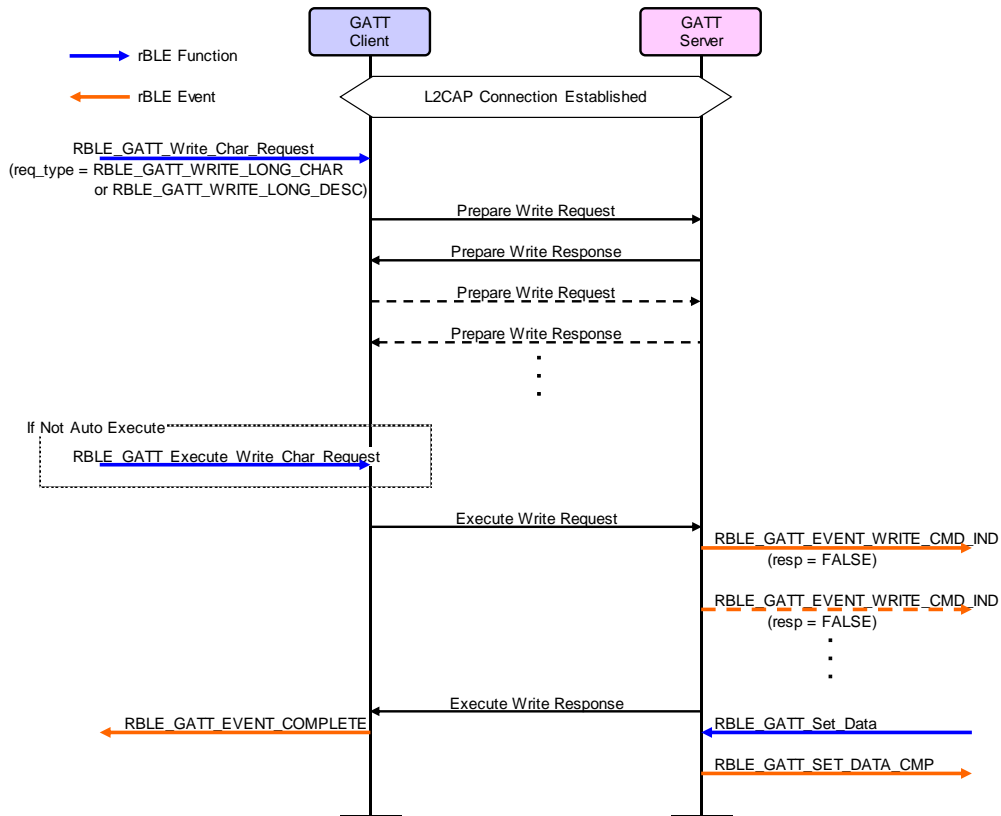 GATT
Client
GATT
Server
rBLE Function
rBLE Event
L2CAP Connection Established
RBLE_GATT_Write_Char_Request
(req_type = RBLE_GATT_WRITE_LONG_CHAR
or RBLE_GATT_WRITE_LONG_DESC)
Prepare Write Request
Prepare Write Response
Prepare Write Request
Prepare Write Response
If Not Auto Execute
RBLE_GATT_Execute_Write_Char_Request
Execute Write Request
RBLE_GATT_EVENT_WRITE_CMD_IND
(resp = FALSE)
RBLE_GATT_EVENT_WRITE_CMD_IND
(resp = FALSE)
Execute Write Response
RBLE_GATT_EVENT_COMPLETE
RBLE_GATT_Set_Data
RBLE_GATT_SET_DATA_CMP